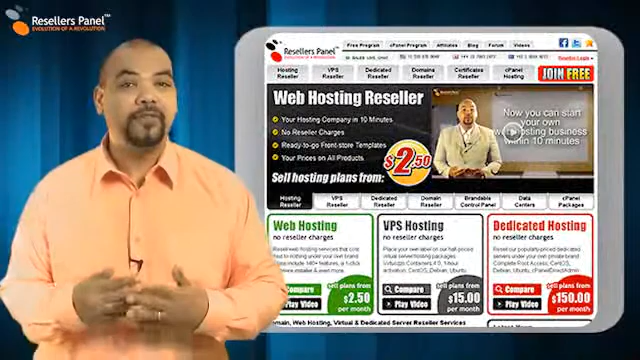 Resellers Panel™
EVOLUTION OF A REVOLUTION
Resellers Panel
EVOLUTION OF A REVOLUTION
Free Program
cPanel Program
Affiliates
Blog
Forum
Videos
Hosting Reseller
VPS Reseller
Dedicated Reseller
Domain Reseller
Certificates Reseller
cPanel Hosting
JOIN FREE
Web Hosting Reseller
Your Hosting Company in 10 Minutes
No Reseller Charges
Ready-to-go Front-store Templates
Your Prices on All Products
Sell hosting plans from:
$2.50
Now you can start
your own
web hosting business
within 10 minutes
Hosting Reseller
VPS Reseller
Dedicated Reseller
Domain Reseller
Brandable Control Panel
Data Centers
cPanel Packages
Web Hosting
no reseller charges
Compare
Play Video
sell plans from
$2.50
per month
VPS Hosting
no reseller charges
Compare
Play Video
sell plans from
$15.00
per month
Dedicated Hosting
no reseller charges
Compare
Play Video
sell plans from
$150.00
per month
Domain, Web Hosting, Virtual & Dedicated Server Reseller Services